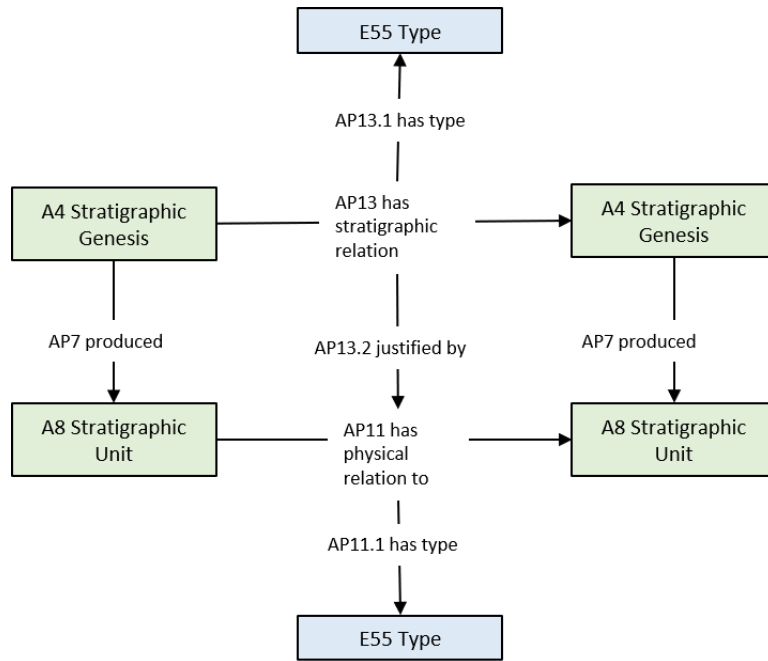 E55 Type
AP13.1 has type
A4 Stratigraphic
Genesis
AP13 has
stratigraphic
relation
A4 Stratigraphic
Genesis
AP7 produced
AP13.2 justified by
AP7 produced
A8 Stratigraphic
Unit
AP11 has
physical
relation to
A8 Stratigraphic
Unit
AP11.1 has type
E55 Type